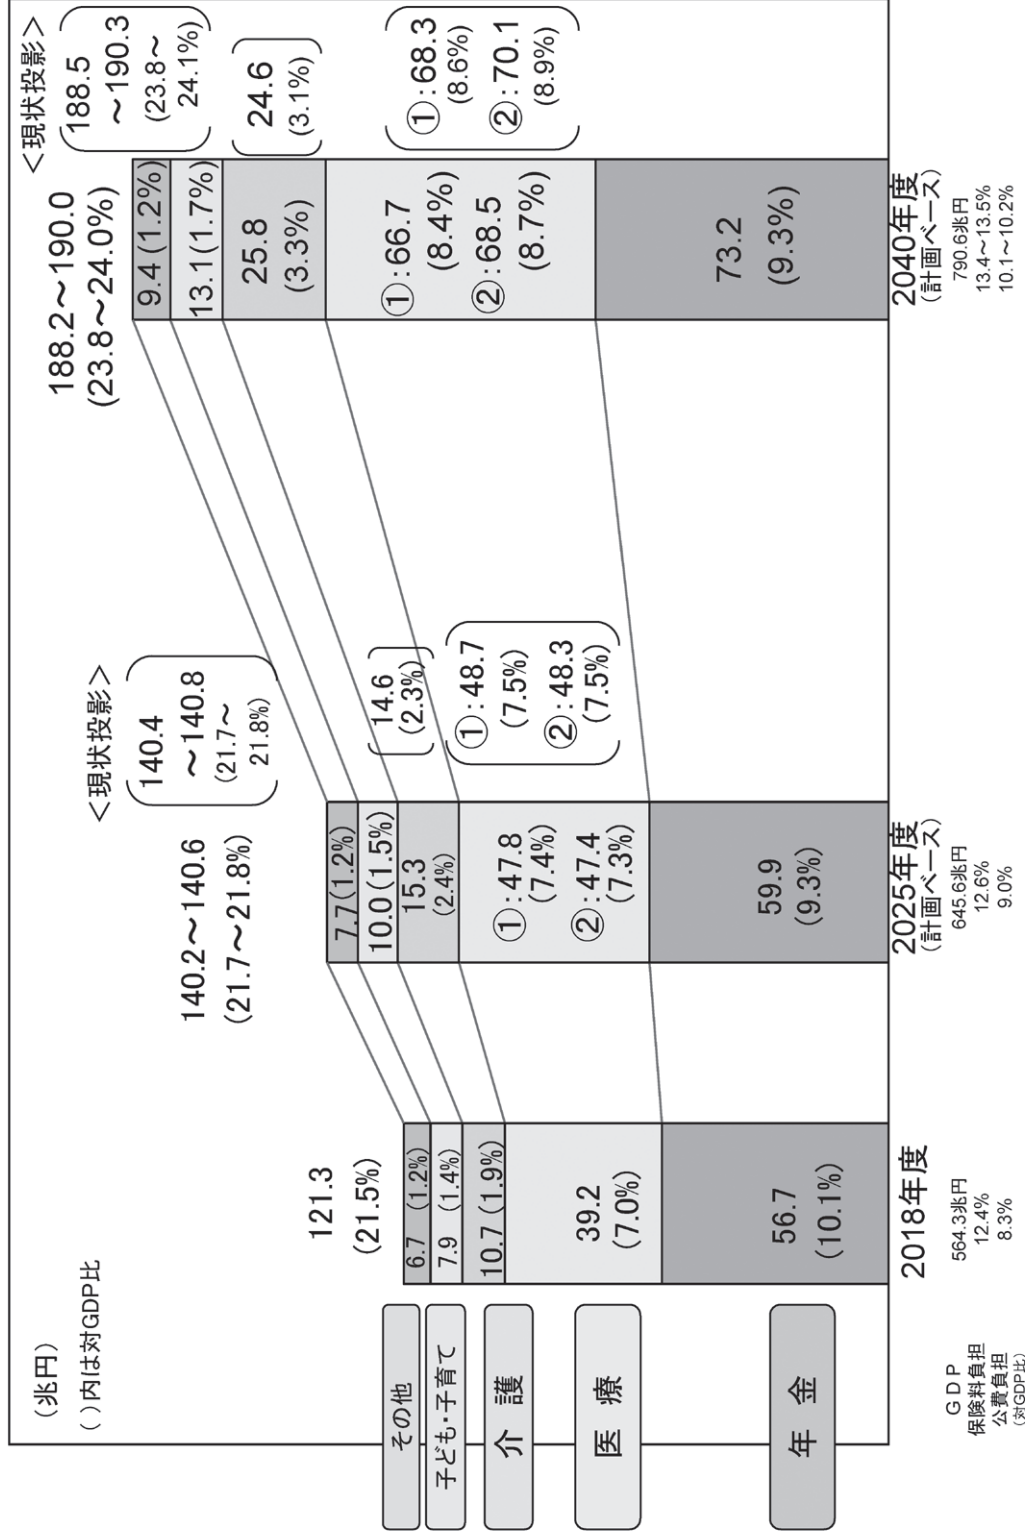 (兆円)
( )内は対GDP比
121.3
(21.5%)
6.7 (1.2%)
7.9 (1.4%)
10.7 (1.9%)
39.2
(7.0%)
56.7
(10.1%)
2018年度
564.3兆円
12.4%
8.3%
<現状投影>
140.4
~140.8
(21.7~
21.8%)
140.2~140.6
(21.7~21.8%)
7.7(1.2%)
10.0(1.5%)
15.3
(2.4%)
①:47.8
(7.4%)
②:47.4
(7.3%)
59.9
(9.3%)
14.6
(2.3%)
①:48.7
(7.5%)
②:48.3
(7.5%)
2025年度
(計画ベース)
645.6兆円
12.6%
9.0%
<現状投影>
188.5
~190.3
(23.8~
24.1%)
188.2~190.0
(23.8~24.0%)
9.4 (1.2%)
13.1(1.7%)
25.8
(3.3%)
①:66.7
(8.4%)
②:68.5
(8.7%)
73.2
(9.3%)
24.6
(3.1%)
①:68.3
(8.6%)
②:70.1
(8.9%)
2040年度
(計画ベース)
790.6兆円
13.4~13.5%
10.1~10.2%
その他
子ども・子育て
介 護
医 療
年 金
GDP
保険料負担
公費負担
(対GDP比)